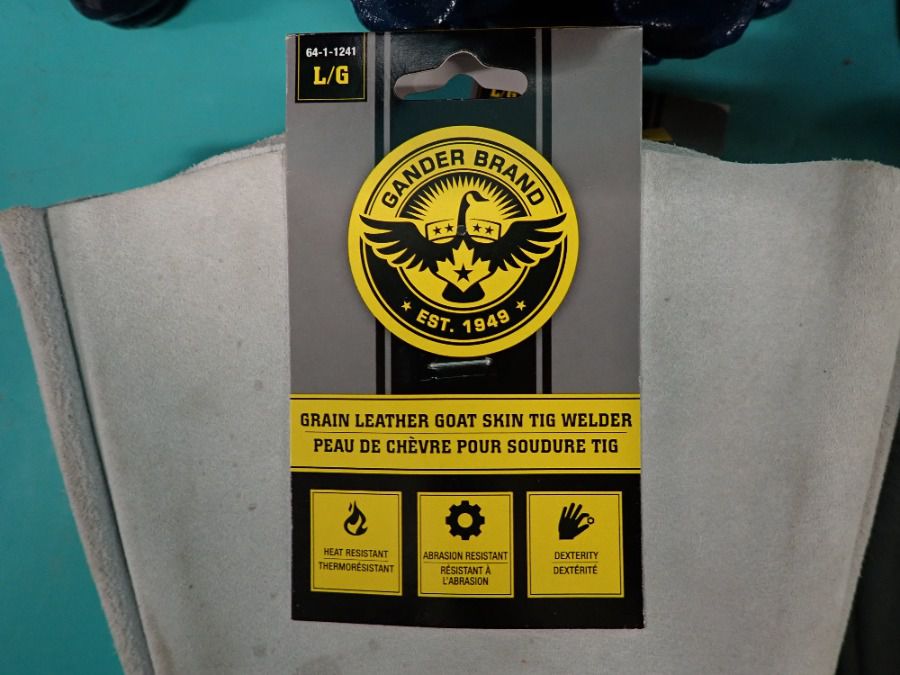 64-1-1241
L/G
GANDER BRAND
EST. 1949
GRAIN LEATHER GOAT SKIN TIG WELDER
PEAU DE CHÈVRE POUR SOUDURE TIG
HEAT RESISTANT
THERMORÉSISTANT
ABRASION RESISTANT
RÉSISTANT À
L'ABRASION
DEXTERITY
DEXTÉRITÉ